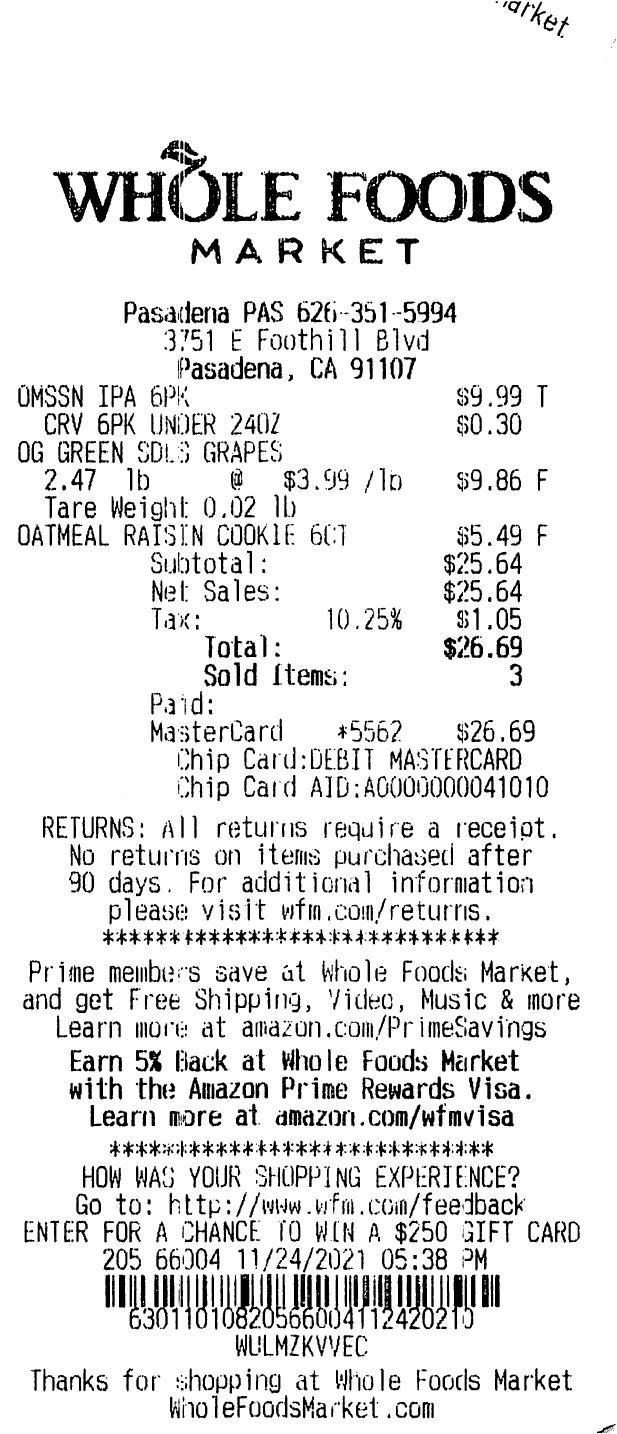 arket
WHOLE FOODS
MARKET
Pasadena PAS 626-351-5994
3751 E Foothill Blvd
Pasadena, CA 91107
OMSSN IPA 6PK $9.99 T
CRV 6PK UNDER 24OZ $0.30
OG GREEN SDLS GRAPES
2.47 lb @ $3.99 /lb $9.86 F
Tare Weight 0.02 lb
OATMEAL RAISIN COOKIE 6CT $5.49 F
Subtotal: $25.64
Net Sales: $25.64
Tax: 10.25% $1.05
Total: $26.69
Sold Items: 3
Paid:
MasterCard *5562 $26.69
Chip Card:DEBIT MASTERCARD
Chip Card AID:A0000000041010
RETURNS: All returns require a receipt.
No returns on items purchased after
90 days. For additional information
please visit wfm.com/returns.
******************************
Prime members save at Whole Foods Market,
and get Free Shipping, Video, Music & more
Learn more at amazon.com/PrimeSavings
Earn 5% Back at Whole Foods Market
with the Amazon Prime Rewards Visa.
Learn more at amazon.com/wfmvisa
******************************
HOW WAS YOUR SHOPPING EXPERIENCE?
Go to: http://www.wfm.com/feedback
ENTER FOR A CHANCE TO WIN A $250 GIFT CARD
205 66004 11/24/2021 05:38 PM
63011010820566004112420210
WULMZKVVEC
Thanks for shopping at Whole Foods Market
WholeFoodsMarket.com